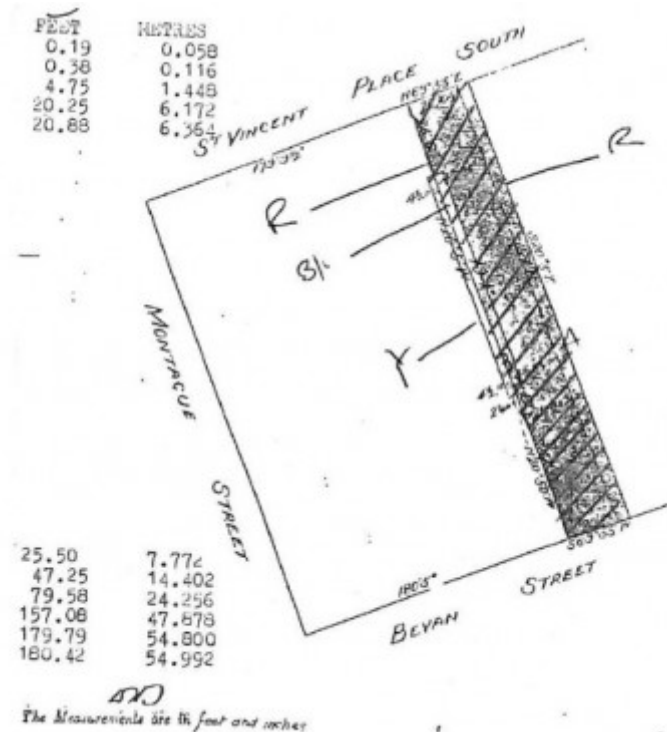 FEET METRES
0.19 0.058
0.38 0.116
4.75 1.448
20.25 6.172
20.88 6.364
ST VINCENT PLACE SOUTH
R
R
B/
Y
MONTAGUE STREET
25.50 7.772
47.25 14.402
79.58 24.256
157.08 47.878
179.79 54.800
180.42 54.992
180'5"
BEVAN STREET
The Measurements are in feet and inches